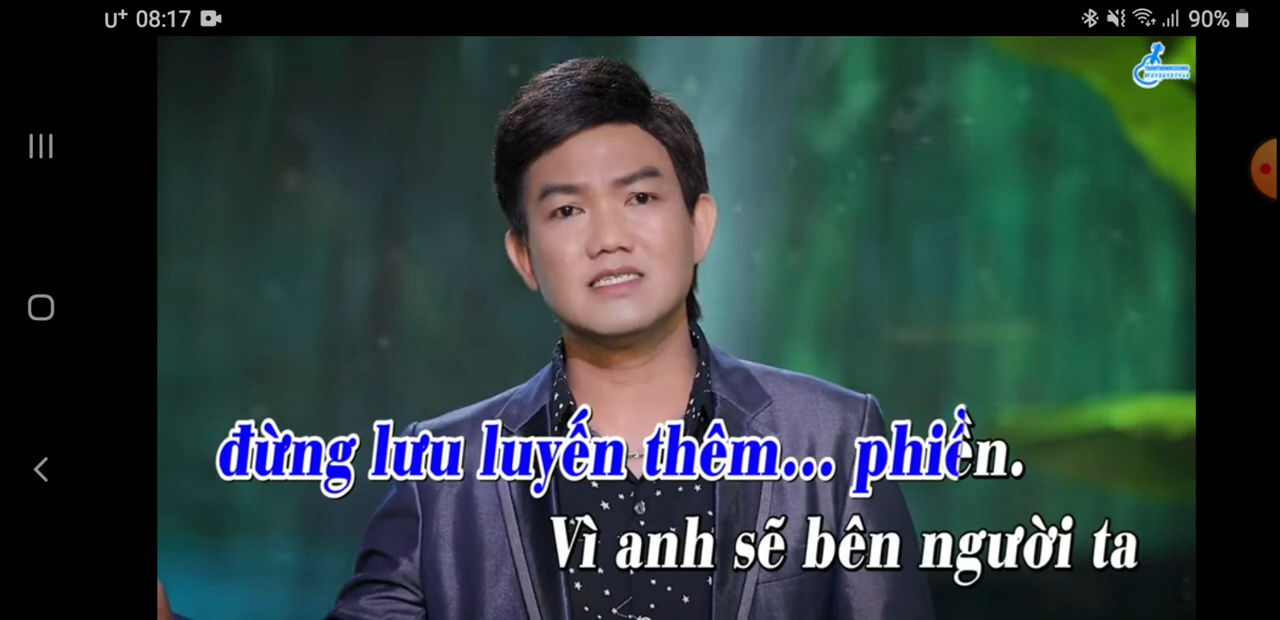 U+ 08:17
90%
đừng lưu luyến thêm... phiền.
Vì anh sẽ bên người ta